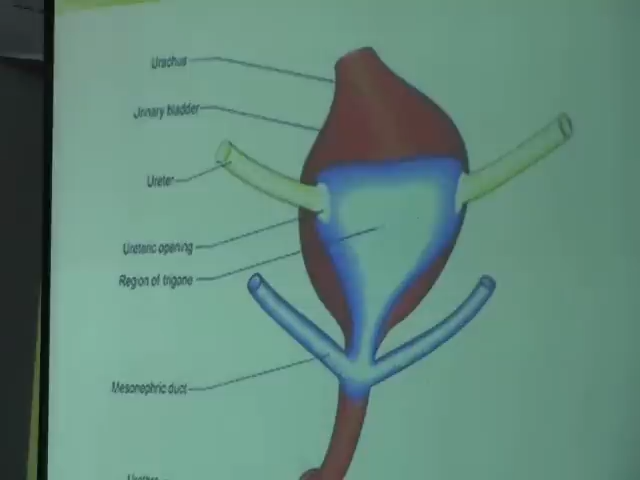 Urachus
Urinary bladder
Ureter
Ureteric opening
Region of trigone
Mesonephric duct